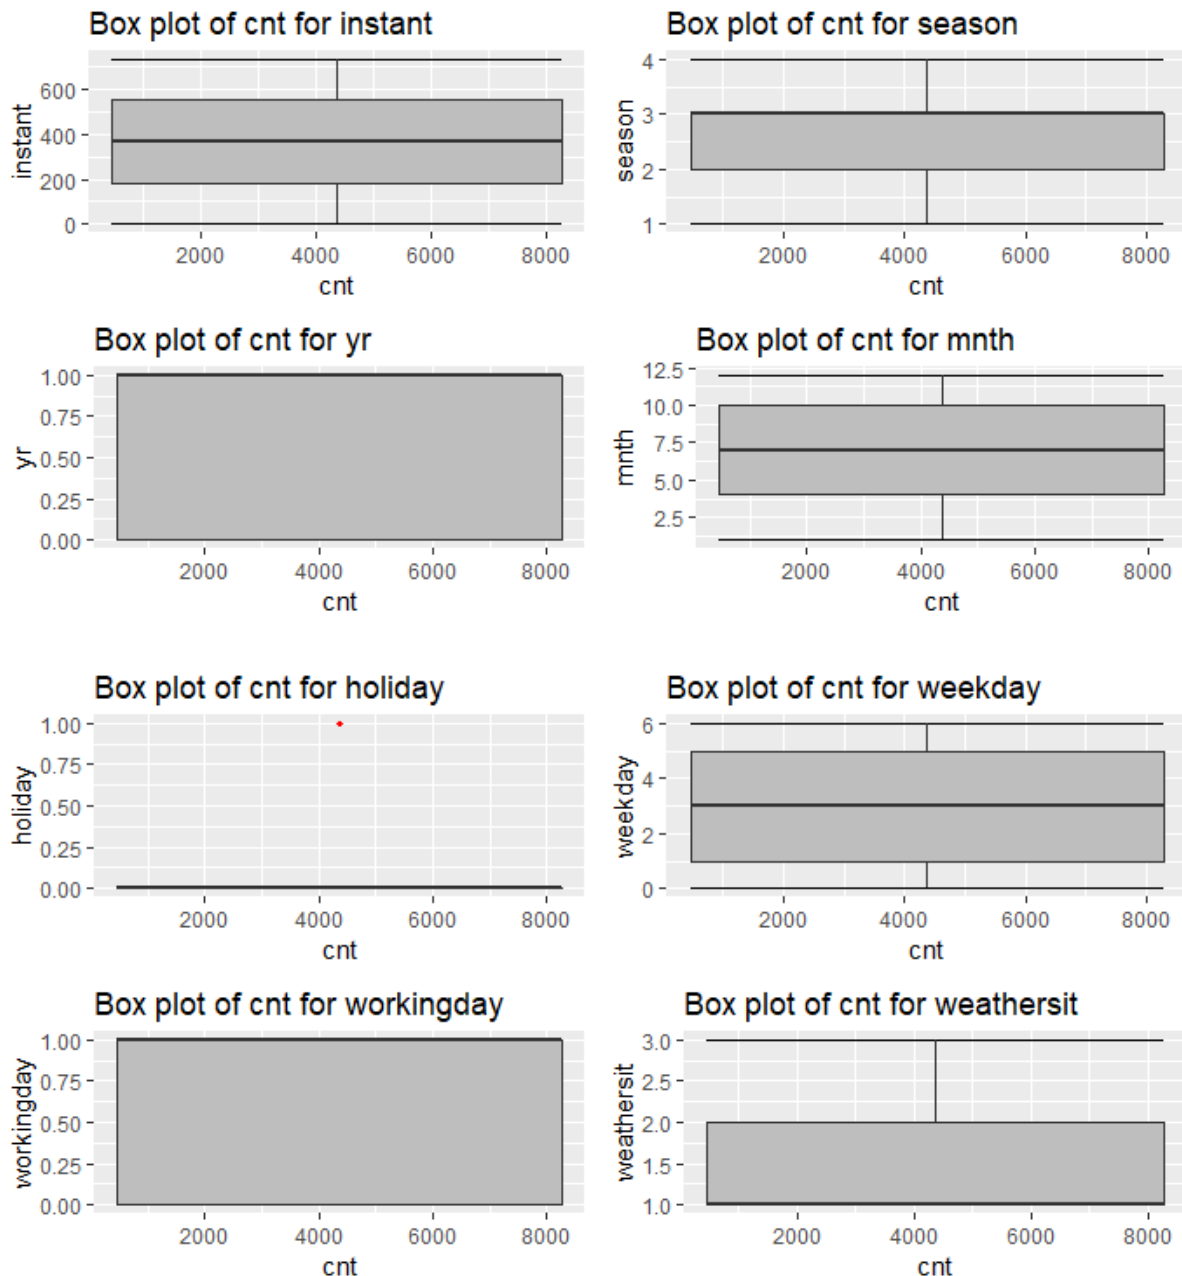 Box plot of cnt for instant
600
400
200
0
instant
2000 4000 6000 8000
cnt
Box plot of cnt for season
4
3
2
1
season
2000 4000 6000 8000
cnt
Box plot of cnt for yr
1.00
0.75
0.50
0.25
0.00
yr
2000 4000 6000 8000
cnt
Box plot of cnt for mnth
12.5
10.0
7.5
5.0
2.5
mnth
2000 4000 6000 8000
cnt
Box plot of cnt for holiday
1.00
0.75
0.50
0.25
0.00
holiday
2000 4000 6000 8000
cnt
Box plot of cnt for weekday
6
4
2
0
weekday
2000 4000 6000 8000
cnt
Box plot of cnt for workingday
1.00
0.75
0.50
0.25
0.00
workingday
2000 4000 6000 8000
cnt
Box plot of cnt for weathersit
3.0
2.5
2.0
1.5
1.0
weathersit
2000 4000 6000 8000
cnt